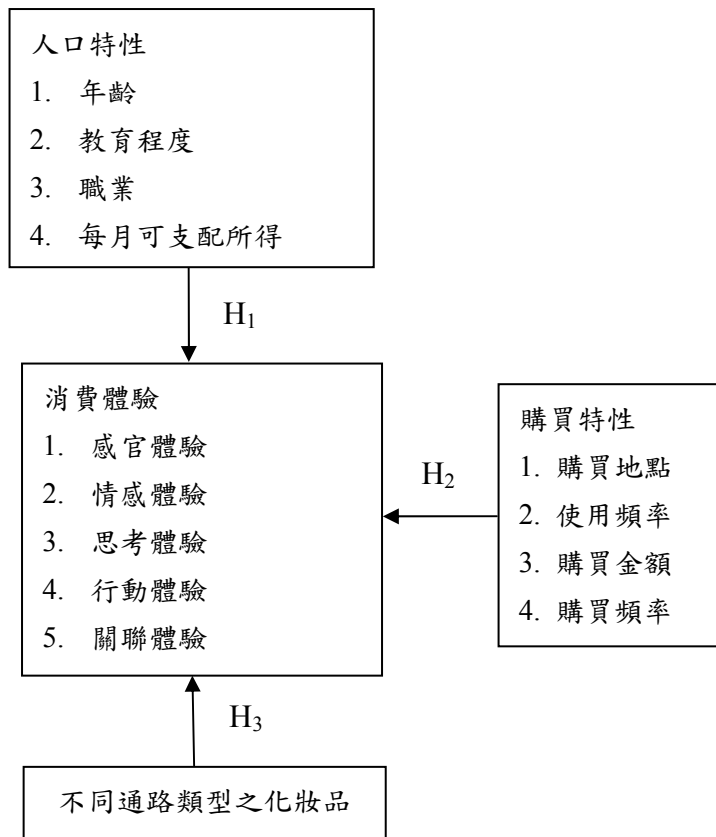 人口特性
1. 年齡
2. 教育程度
3. 職業
4. 每月可支配所得
H₁
消費體驗
1. 感官體驗
2. 情感體驗
3. 思考體驗
4. 行動體驗
5. 關聯體驗
H₂
購買特性
1. 購買地點
2. 使用頻率
3. 購買金額
4. 購買頻率
H₃
不同通路類型之化妝品